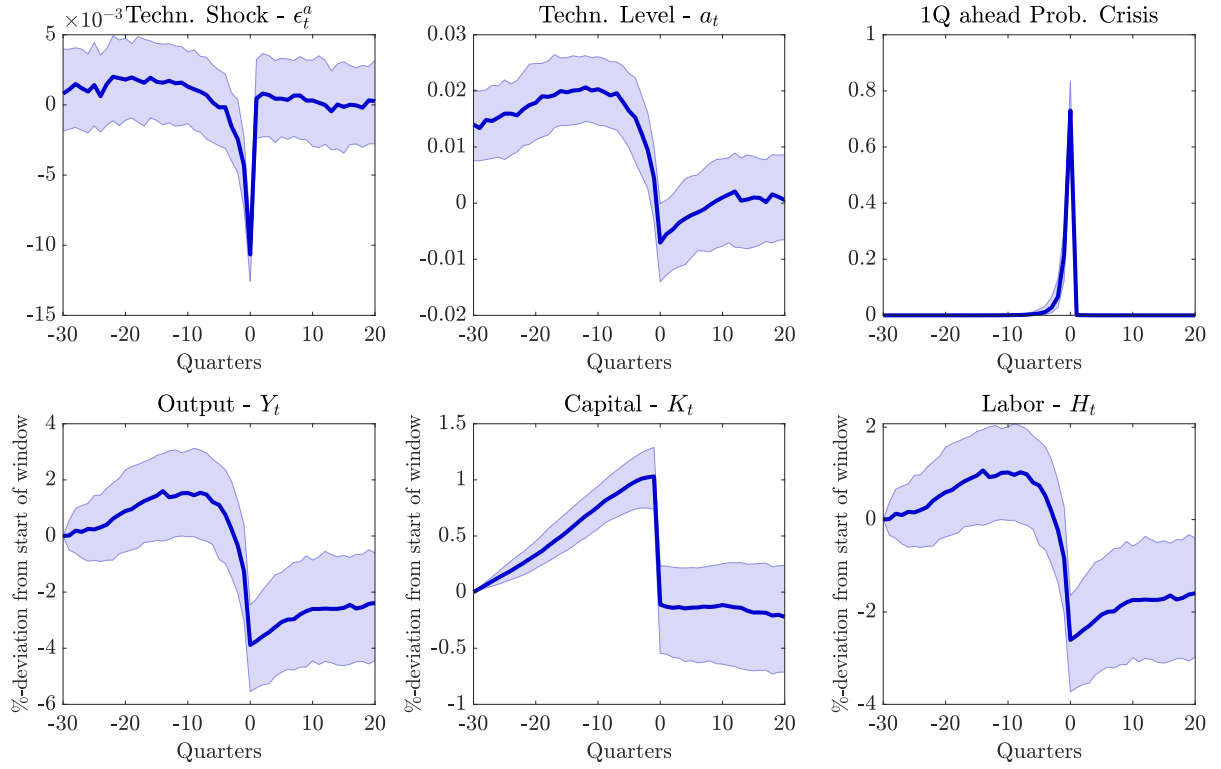 Techn. Shock - ϵₜᵃ
×10⁻³
5
0
-5
-10
-15
-30 -20 -10 0 10 20
Quarters
Techn. Level - aₜ
0.03
0.02
0.01
0
-0.01
-0.02
-30 -20 -10 0 10 20
Quarters
1Q ahead Prob. Crisis
1
0.8
0.6
0.4
0.2
0
-30 -20 -10 0 10 20
Quarters
Output - Yₜ
%-deviation from start of window
4
2
0
-2
-4
-6
-30 -20 -10 0 10 20
Quarters
Capital - Kₜ
%-deviation from start of window
1.5
1
0.5
0
-0.5
-1
-30 -20 -10 0 10 20
Quarters
Labor - Hₜ
%-deviation from start of window
2
0
-2
-4
-30 -20 -10 0 10 20
Quarters